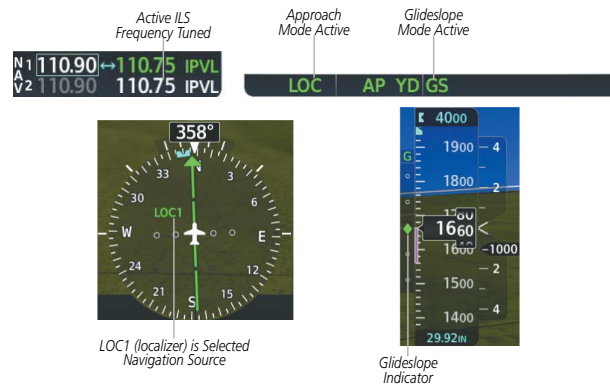 Active ILS
Frequency Tuned
Approach
Mode Active
Glideslope
Mode Active
N 1 110.90 ↔ 110.75 IPVL
A
V 2 110.90 110.75 IPVL
LOC AP YD GS
358°
N
33 3
30 6
LOC1
W E
24 12
21 15
S
LOC1 (localizer) is Selected
Navigation Source
4000
1900 4
G
1800 2
1660
80
40
-1000
1600
1500 2
1400 4
29.92IN
Glideslope
Indicator